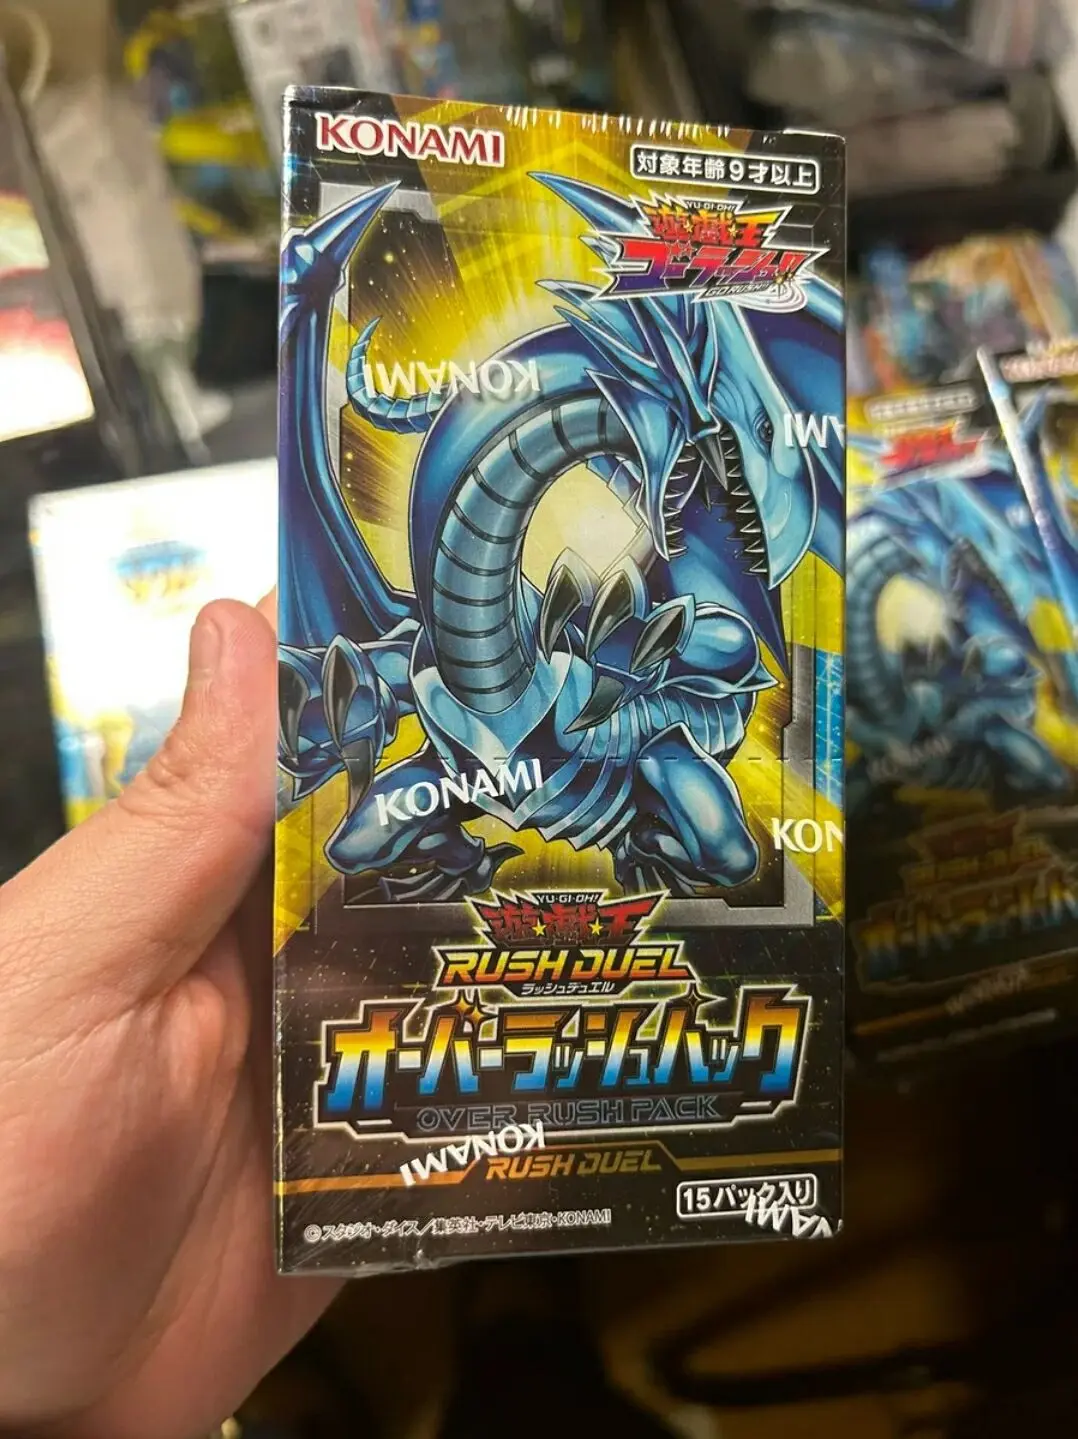 KONAMI
対象年齢9才以上
YU-GI-OH!
遊☆戯☆王
ゴーラッシュ!!
GO RUSH!!
KONAMI
KONAMI
KON
YU-GI-OH!
遊☆戯☆王
RUSH DUEL
ラッシュデュエル
オーバーラッシュパック
OVER RUSH PACK
KONAMI
RUSH DUEL
15パック入り
©スタジオ・ダイス/集英社・テレビ東京・KONAMI